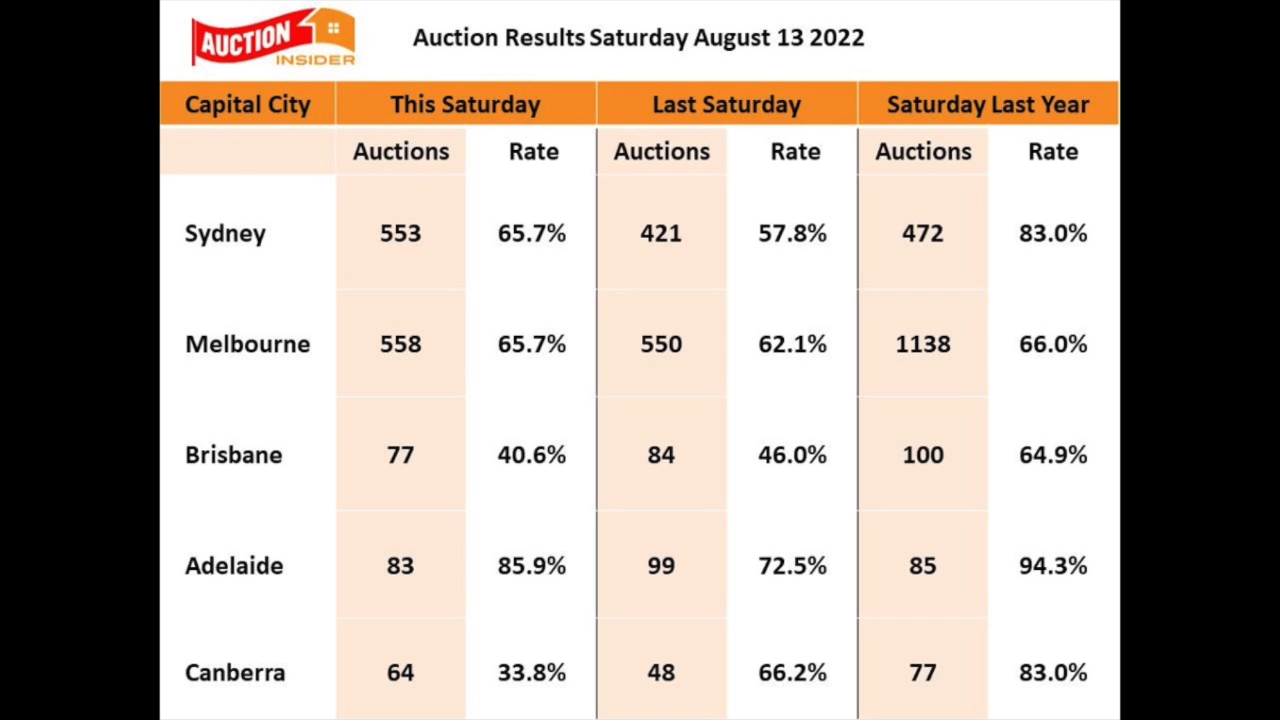 AUCTION
INSIDER
Auction Results Saturday August 13 2022
Capital City This Saturday Last Saturday Saturday Last Year
Auctions Rate Auctions Rate Auctions Rate
Sydney 553 65.7% 421 57.8% 472 83.0%
Melbourne 558 65.7% 550 62.1% 1138 66.0%
Brisbane 77 40.6% 84 46.0% 100 64.9%
Adelaide 83 85.9% 99 72.5% 85 94.3%
Canberra 64 33.8% 48 66.2% 77 83.0%